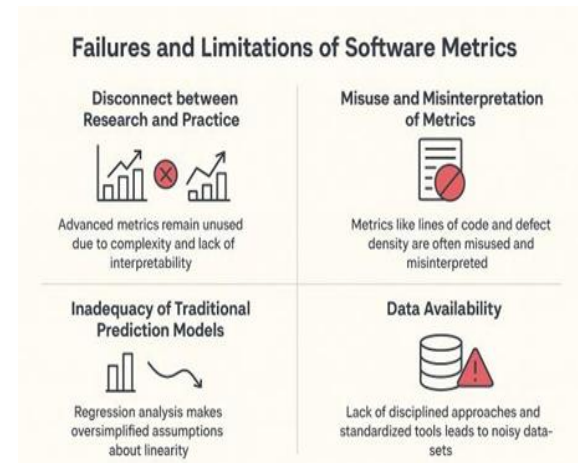 Failures and Limitations of Software Metrics
Disconnect between
Research and Practice
Advanced metrics remain unused
due to complexity and lack of
interpretability
Misuse and Misinterpretation
of Metrics
Metrics like lines of code and defect
density are often misused and
misinterpreted
Inadequacy of Traditional
Prediction Models
Regression analysis makes
oversimplified assumptions
about linearity
Data Availability
Lack of disciplined approaches and
standardized tools leads to noisy data-
sets